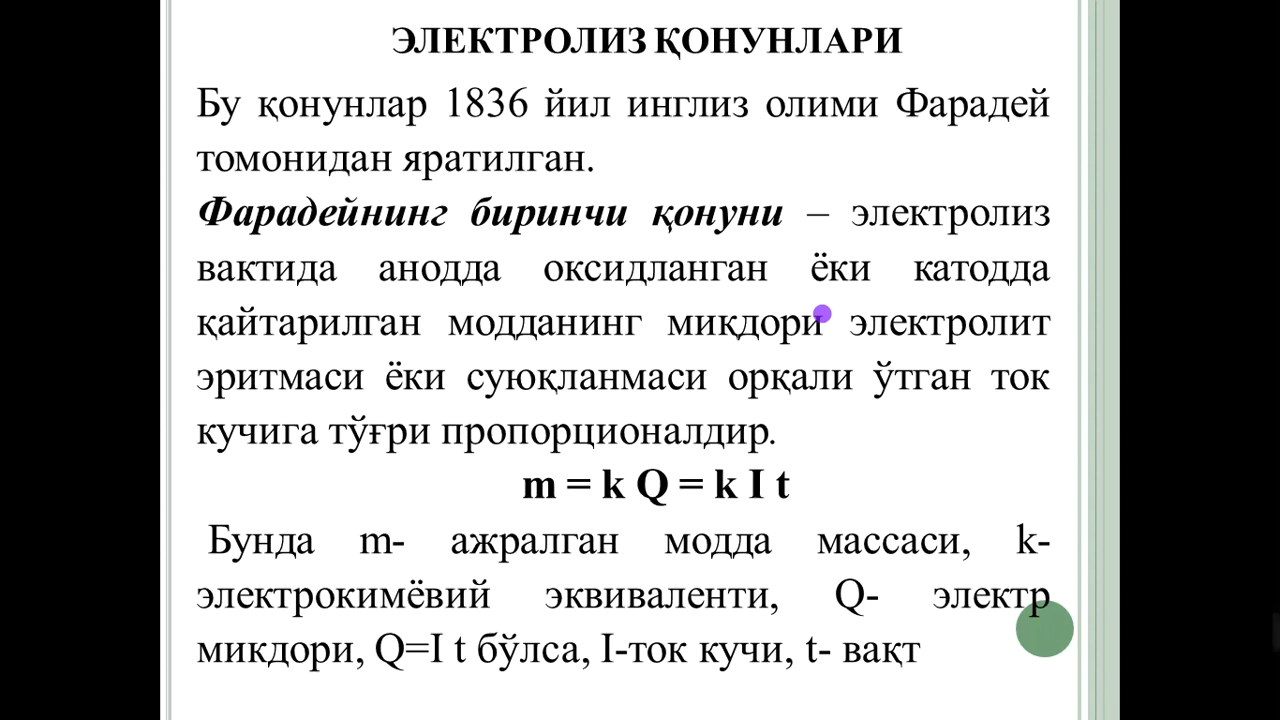 ЭЛЕКТРОЛИЗ ҚОНУНЛАРИ
Бу қонунлар 1836 йил инглиз олими Фарадей
томонидан яратилган.
Фарадейнинг биринчи қонуни – электролиз
вактида анодда оксидланган ёки катодда
қайтарилган модданинг миқдори электролит
эритмаси ёки суюқланмаси орқали ўтган ток
кучига тўғри пропорционалдир.
m = k Q = k I t
Бунда m- ажралган модда массаси, k-
электрокимёвий эквиваленти, Q- электр
микдори, Q=I t бўлса, I-ток кучи, t- вақт